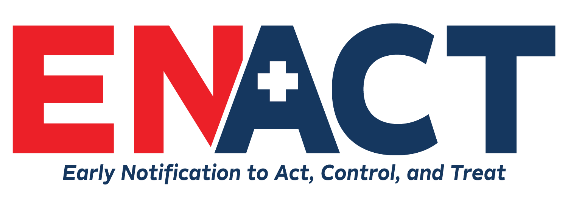 ENACT
Early Notification to Act, Control, and Treat